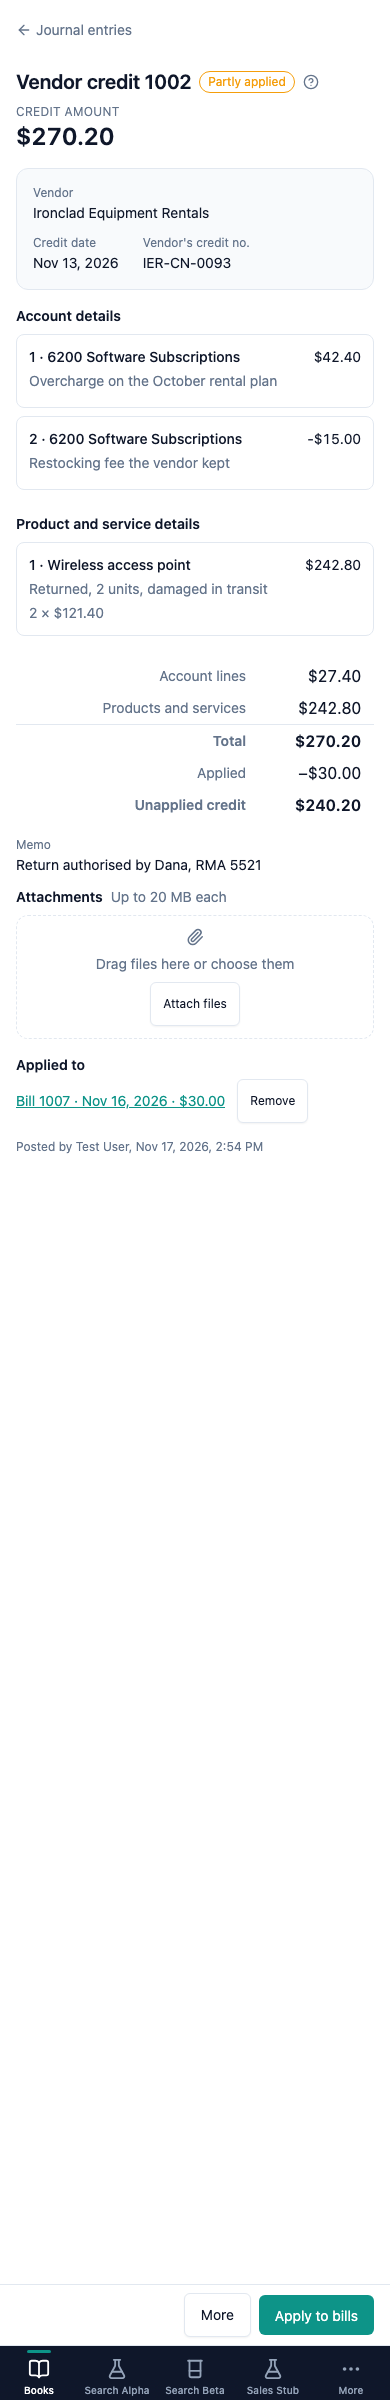 Journal entries
Vendor credit 1002 Partly applied
CREDIT AMOUNT
$270.20
Vendor
Ironclad Equipment Rentals
Credit date Vendor's credit no.
Nov 13, 2026 IER-CN-0093
Account details
1 · 6200 Software Subscriptions $42.40
Overcharge on the October rental plan
2 · 6200 Software Subscriptions -$15.00
Restocking fee the vendor kept
Product and service details
1 · Wireless access point $242.80
Returned, 2 units, damaged in transit
2 × $121.40
Account lines $27.40
Products and services $242.80
Total $270.20
Applied –$30.00
Unapplied credit $240.20
Memo
Return authorised by Dana, RMA 5521
Attachments Up to 20 MB each
Drag files here or choose them
Attach files
Applied to
Bill 1007 · Nov 16, 2026 · $30.00 Remove
Posted by Test User, Nov 17, 2026, 2:54 PM
More Apply to bills
Books Search Alpha Search Beta Sales Stub More